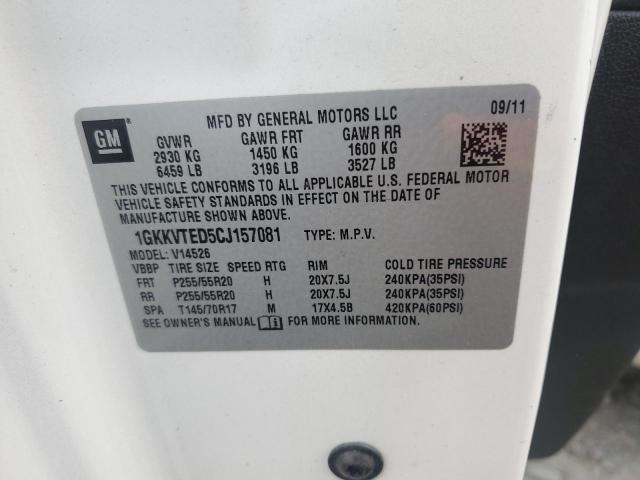 MFD BY GENERAL MOTORS LLC 09/11
GM®
GVWR GAWR FRT GAWR RR
2930 KG 1450 KG 1600 KG
6459 LB 3196 LB 3527 LB
THIS VEHICLE CONFORMS TO ALL APPLICABLE U.S. FEDERAL MOTOR
VEHICLE SAFETY STANDARDS IN EFFECT ON THE DATE OF
MANUFACTURE SHOWN ABOVE.
1GKKVTED5CJ157081 TYPE: M.P.V.
MODEL: V14526
VBBP TIRE SIZE SPEED RTG RIM COLD TIRE PRESSURE
FRT P255/55R20 H 20X7.5J 240KPA(35PSI)
RR P255/55R20 H 20X7.5J 240KPA(35PSI)
SPA T145/70R17 M 17X4.5B 420KPA(60PSI)
SEE OWNER'S MANUAL FOR MORE INFORMATION.